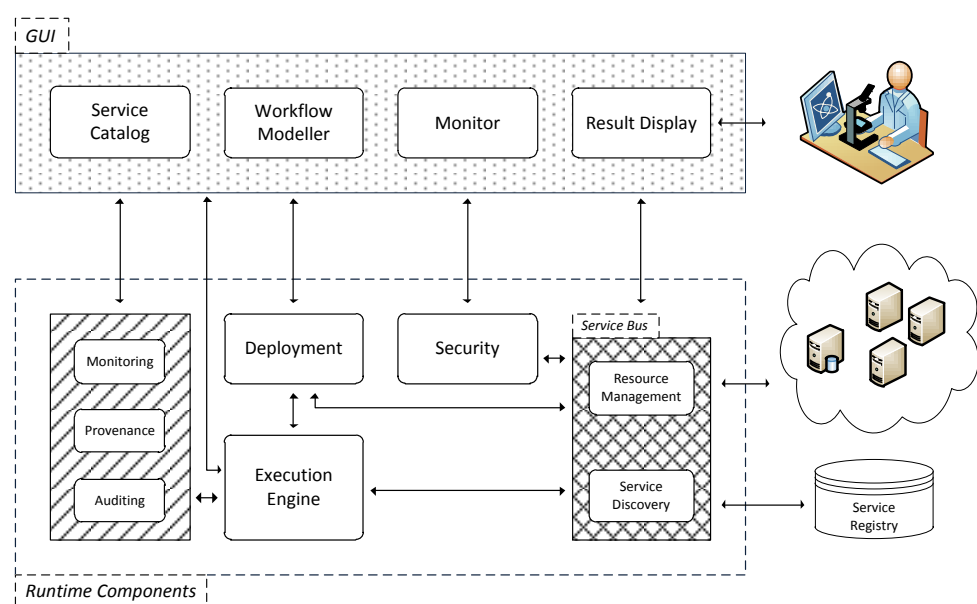 GUI
Service
Catalog
Workflow
Modeller
Monitor
Result Display
Service Bus
Monitoring
Provenance
Auditing
Deployment
Security
Resource
Management
Execution
Engine
Service
Discovery
Service
Registry
Runtime Components